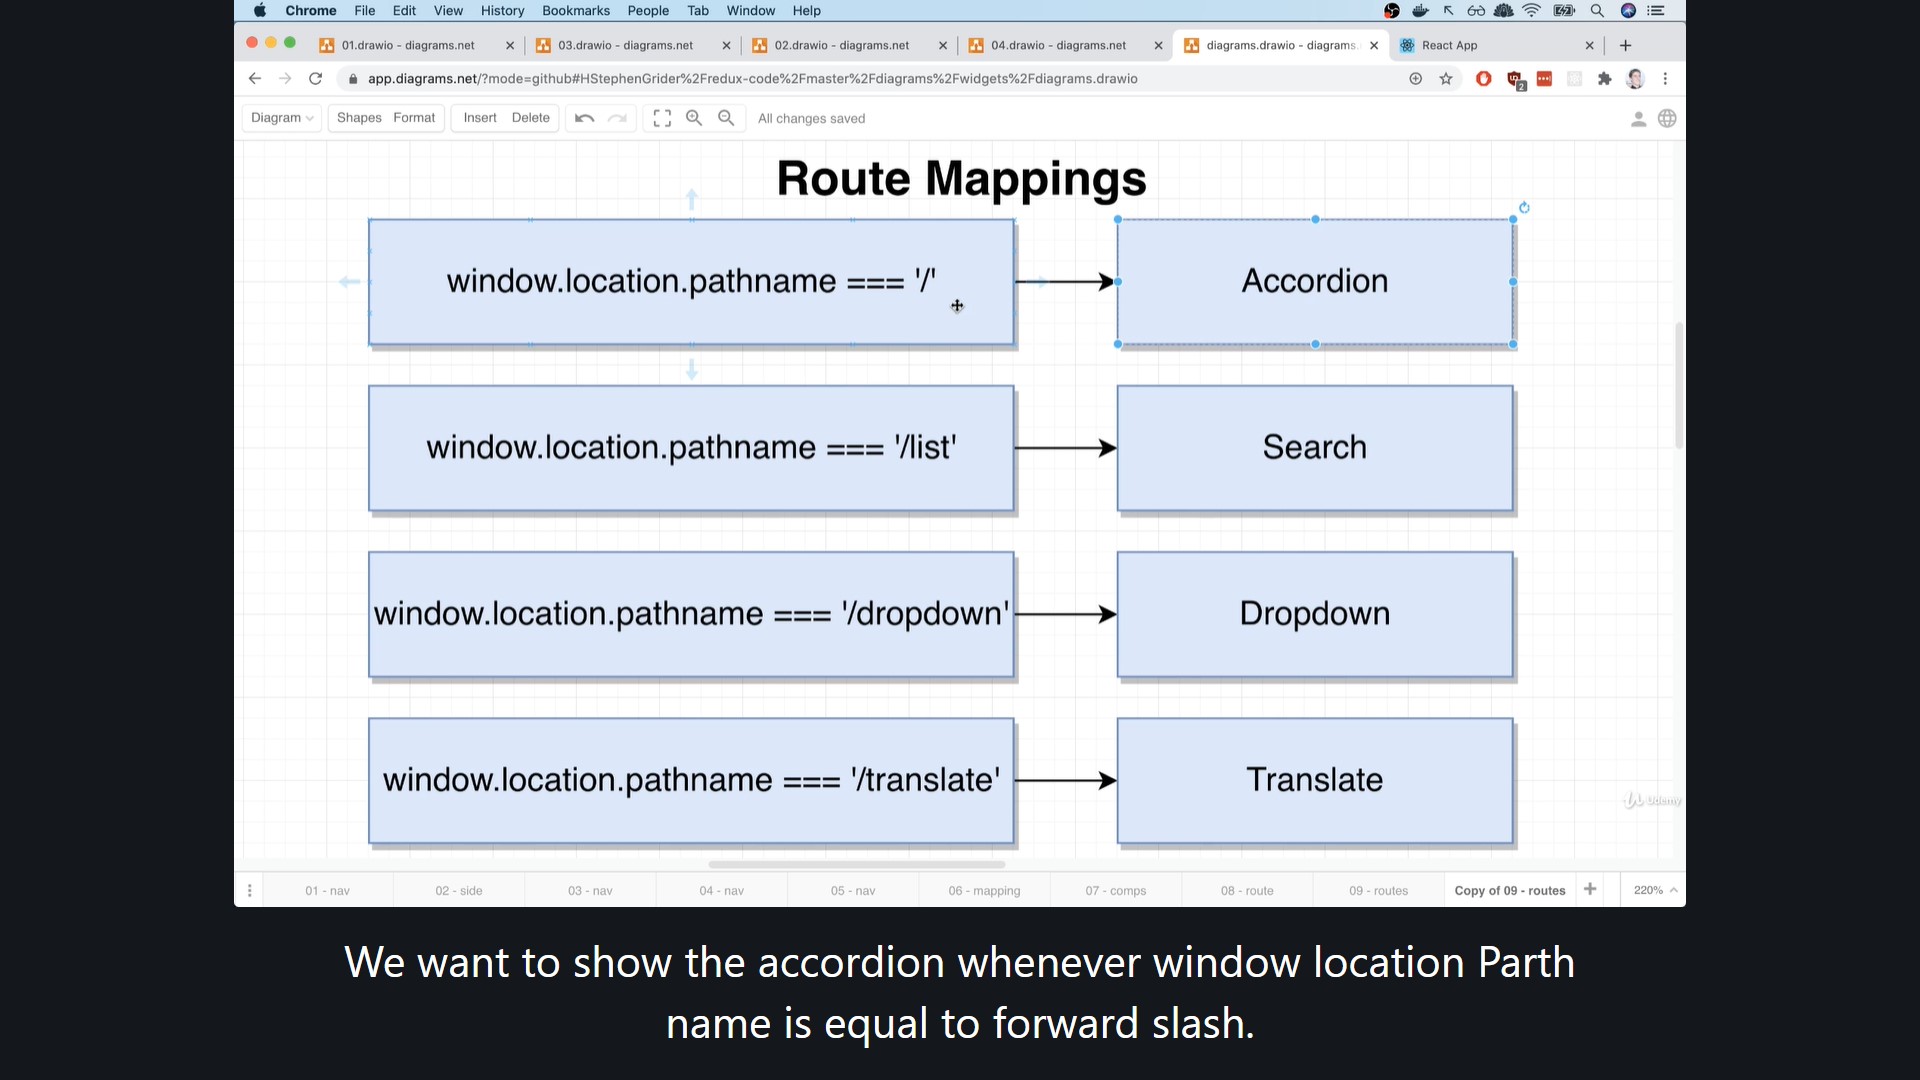 Chrome File Edit View History Bookmarks People Tab Window Help
01.drawio - diagrams.net
03.drawio - diagrams.net
02.drawio - diagrams.net
04.drawio - diagrams.net
diagrams.drawio - diagrams.
React App
app.diagrams.net/?mode=github#HStephenGrider%2Fredux-code%2Fmaster%2Fdiagrams%2Fwidgets%2Fdiagrams.drawio
2
Diagram Shapes Format Insert Delete All changes saved
Route Mappings
window.location.pathname === '/'
Accordion
window.location.pathname === '/list'
Search
window.location.pathname === '/dropdown'
Dropdown
window.location.pathname === '/translate'
Translate
Udemy
01 - nav 02 - side 03 - nav 04 - nav 05 - nav 06 - mapping 07 - comps 08 - route 09 - routes Copy of 09 - routes 220%
We want to show the accordion whenever window location Parth
name is equal to forward slash.